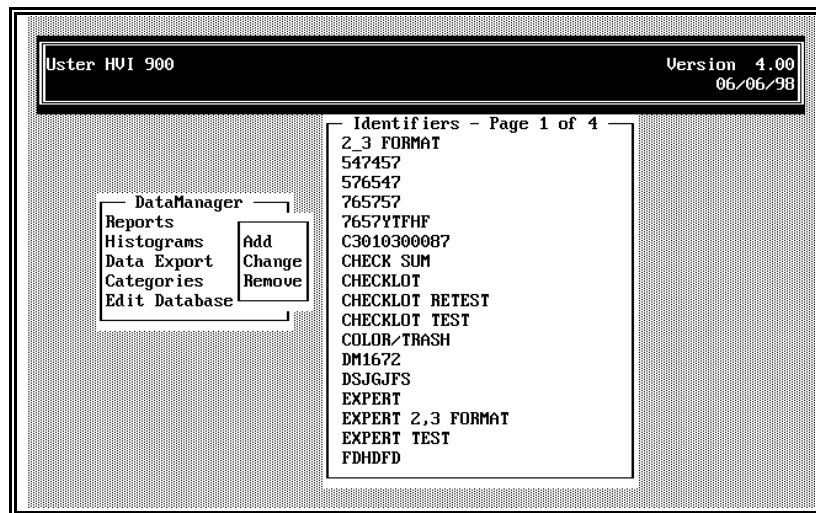 Uster HVI 900
Version 4.00
06/06/98
DataManager
Reports
Histograms
Data Export
Categories
Edit Database
Add
Change
Remove
Identifiers - Page 1 of 4
2_3 FORMAT
547457
576547
765757
7657YTFHF
C3010300087
CHECK SUM
CHECKLOT
CHECKLOT RETEST
CHECKLOT TEST
COLOR/TRASH
DM1672
DSJGJFS
EXPERT
EXPERT 2,3 FORMAT
EXPERT TEST
FDHDFD